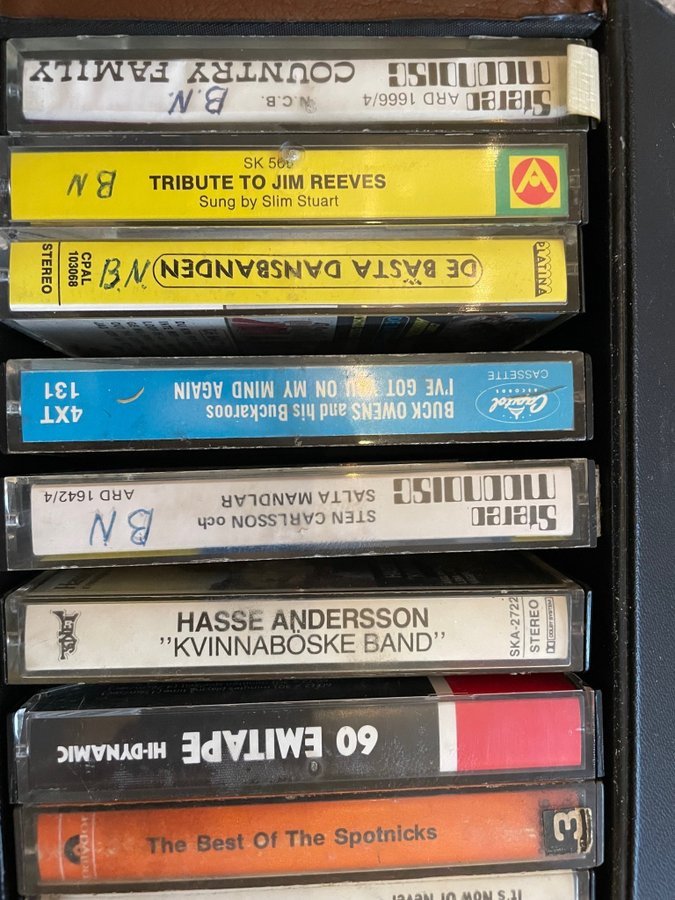 Stereo
MOONDISC
COUNTRY FAMILY
ARD 1666/4
N.C.B.
B.N.
SK
TRIBUTE TO JIM REEVES
Sung by Slim Stuart
BN
PLATINA
DE BÄSTA DANSBANDEN
B.N
CPAL
103068
STEREO
Capitol
RECORDS
CASSETTE
BUCK OWENS and his Buckaroos
I'VE GOT YOU ON MY MIND AGAIN
4XT
131
Stereo
MOONDISC
STEN CARLSSON och
SALTA MANDLAR
ARD 1642/4
BN
HASSE ANDERSSON
"KVINNABÖSKE BAND"
SKA-2722
STEREO
60 EMITAPE HI-DYNAMIC
The Best Of The Spotnicks
3
It's Now Or Never